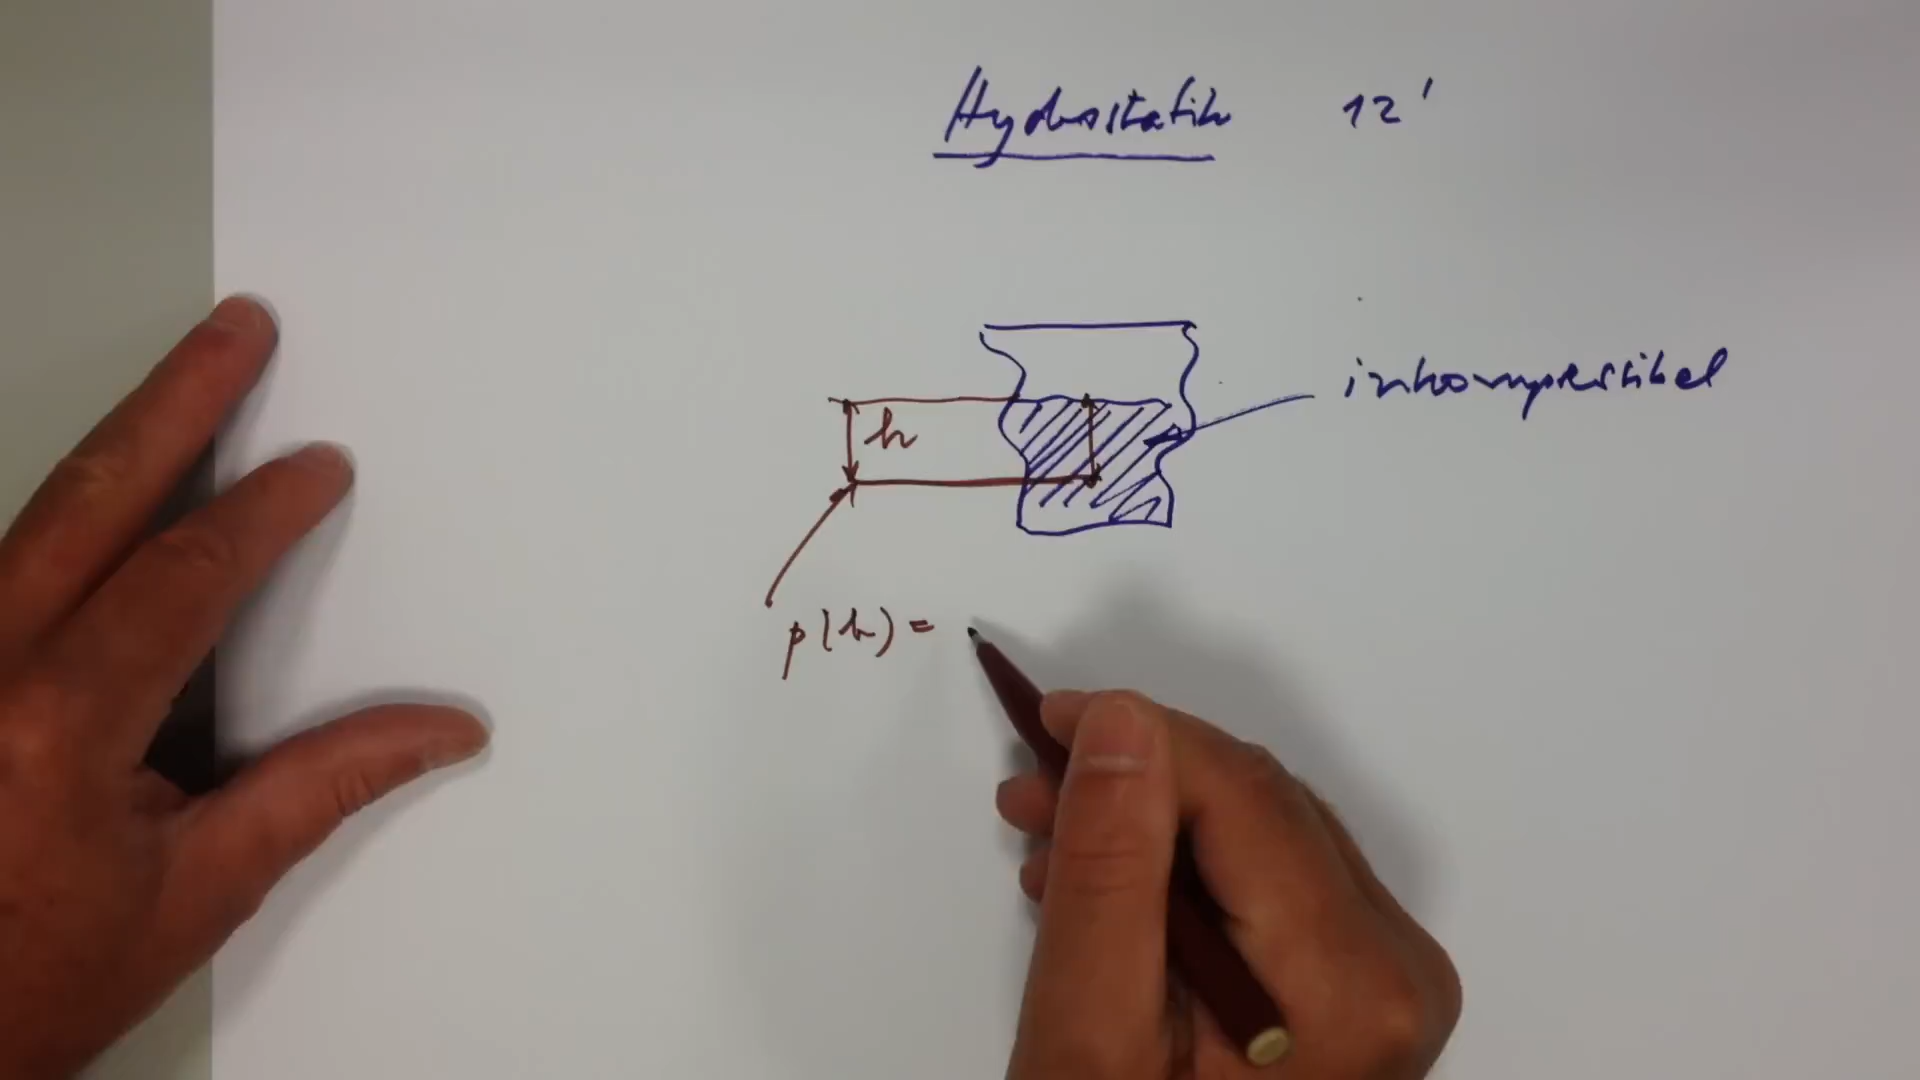 Hydrostatik 12'
inkompressibel
h
p(h) =